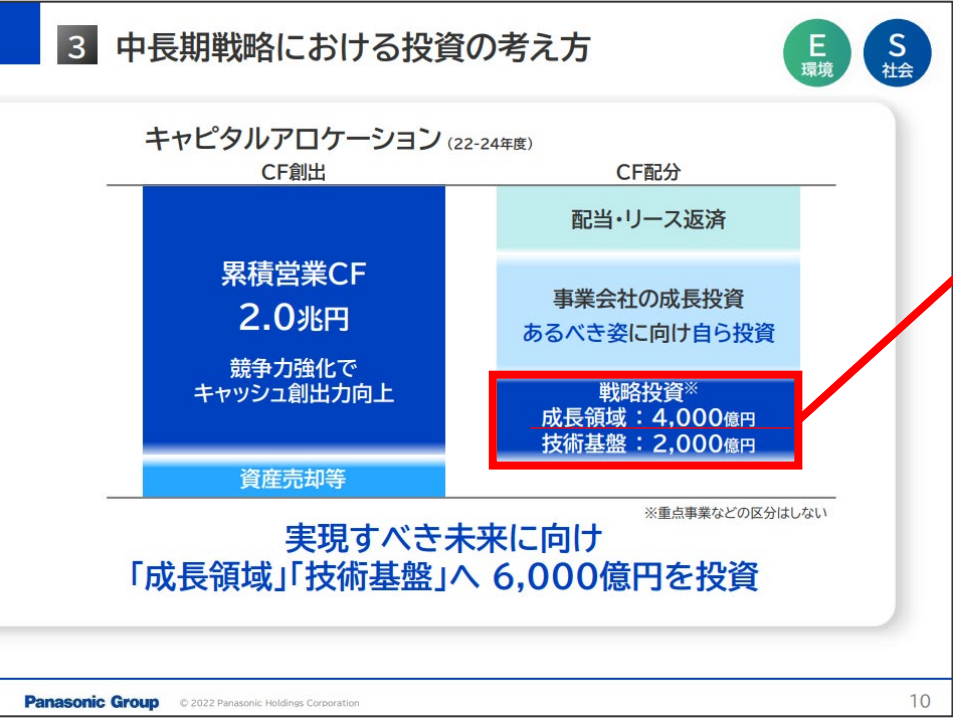 3 中長期戦略における投資の考え方
E
環境
S
社会
キャピタルアロケーション (22-24年度)
CF創出
CF配分
累積営業CF
2.0兆円
競争力強化で
キャッシュ創出力向上
資産売却等
配当・リース返済
事業会社の成長投資
あるべき姿に向け自ら投資
戦略投資※
成長領域：4,000億円
技術基盤：2,000億円
※重点事業などの区分はしない
実現すべき未来に向け
「成長領域」「技術基盤」へ 6,000億円を投資
Panasonic Group © 2022 Panasonic Holdings Corporation 10